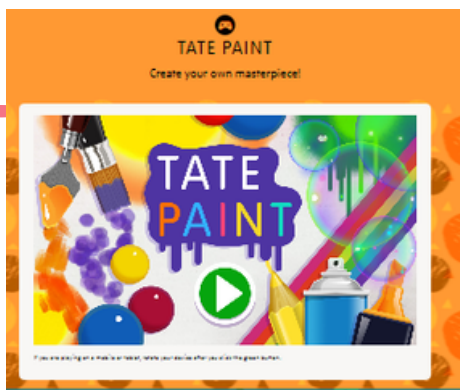 TATE PAINT
Create your own masterpiece!
TATE
PAINT
If you are playing on a mobile or tablet, rotate your device after you click the green button.